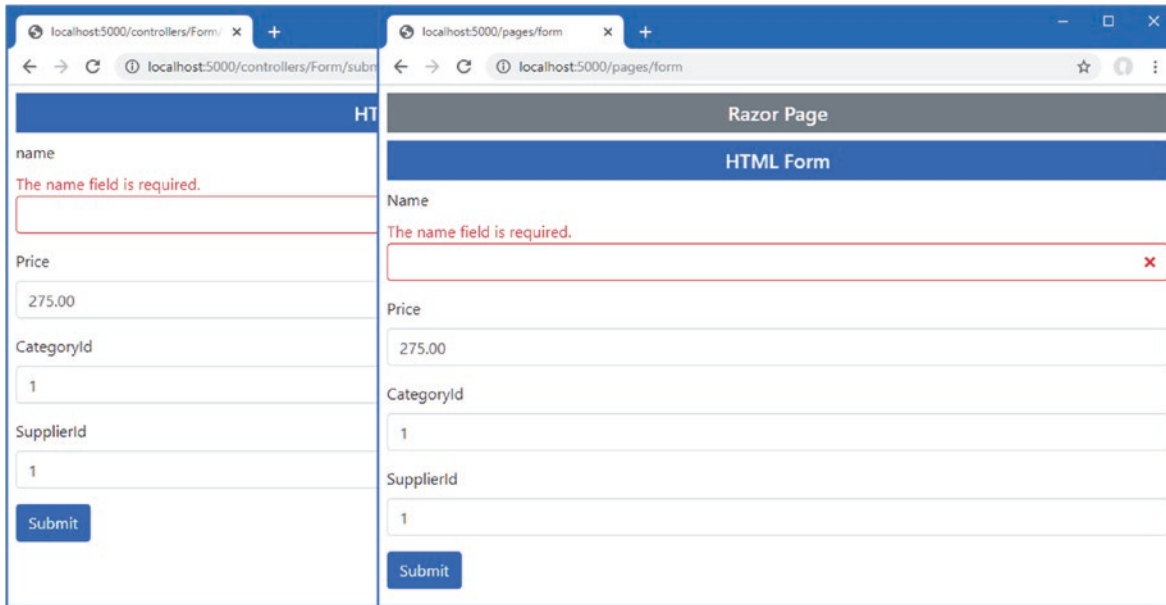 localhost:5000/controllers/Form/
localhost:5000/controllers/Form/subm
HT
name
The name field is required.
Price
275.00
CategoryId
1
SupplierId
1
Submit
localhost:5000/pages/form
localhost:5000/pages/form
Razor Page
HTML Form
Name
The name field is required.
Price
275.00
CategoryId
1
SupplierId
1
Submit